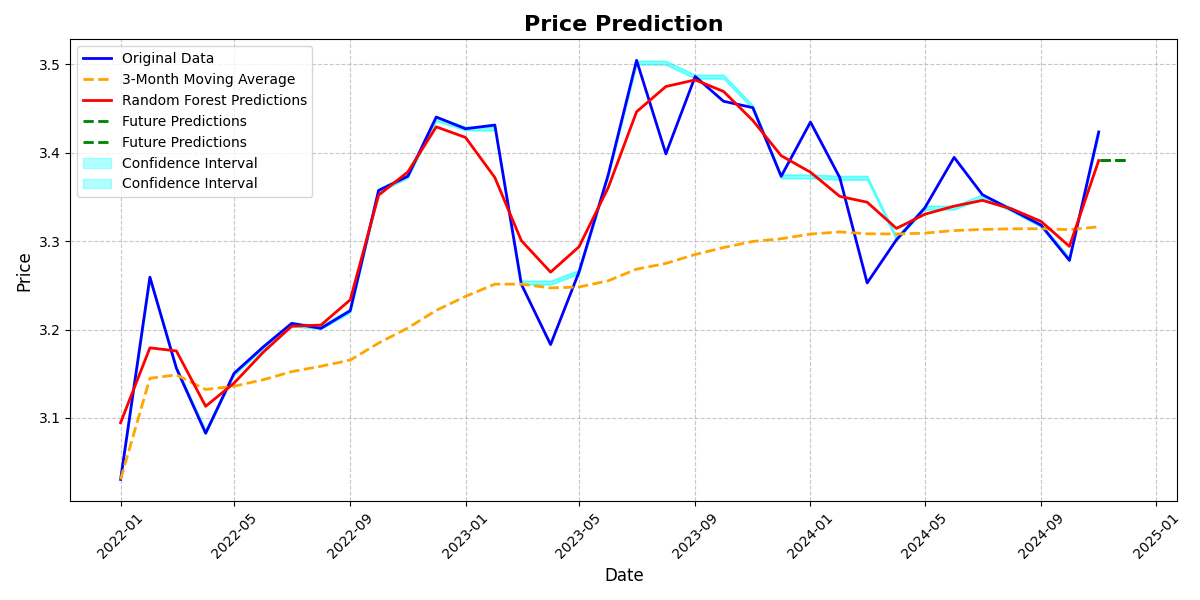 Price Prediction
Original Data
3-Month Moving Average
Random Forest Predictions
Future Predictions
Future Predictions
Confidence Interval
Confidence Interval
Price
3.5
3.4
3.3
3.2
3.1
2022-01
2022-05
2022-09
2023-01
2023-05
2023-09
2024-01
2024-05
2024-09
2025-01
Date